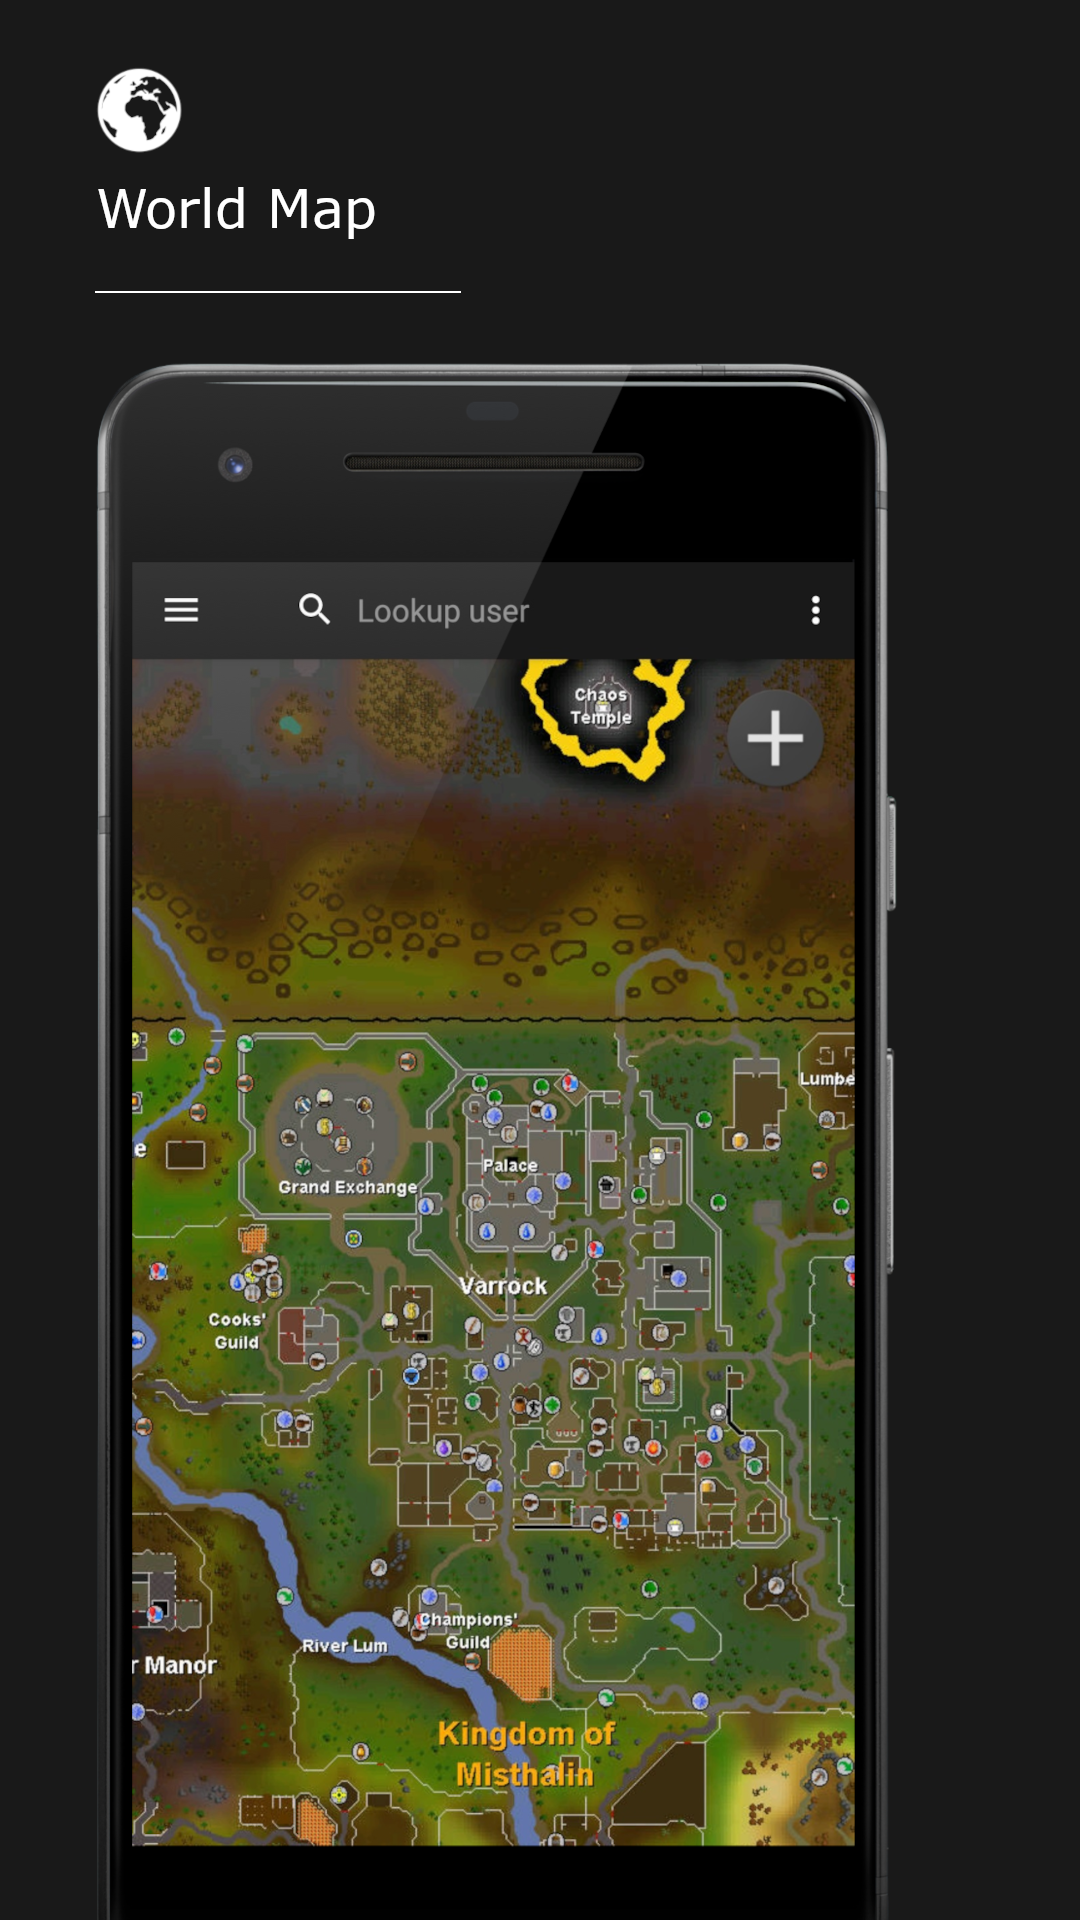 World Map
Lookup user
Chaos
Temple
Lumbe
e
Palace
Grand Exchange
Varrock
Cooks'
Guild
Champions'
Guild
River Lum
r Manor
Kingdom of
Misthalin